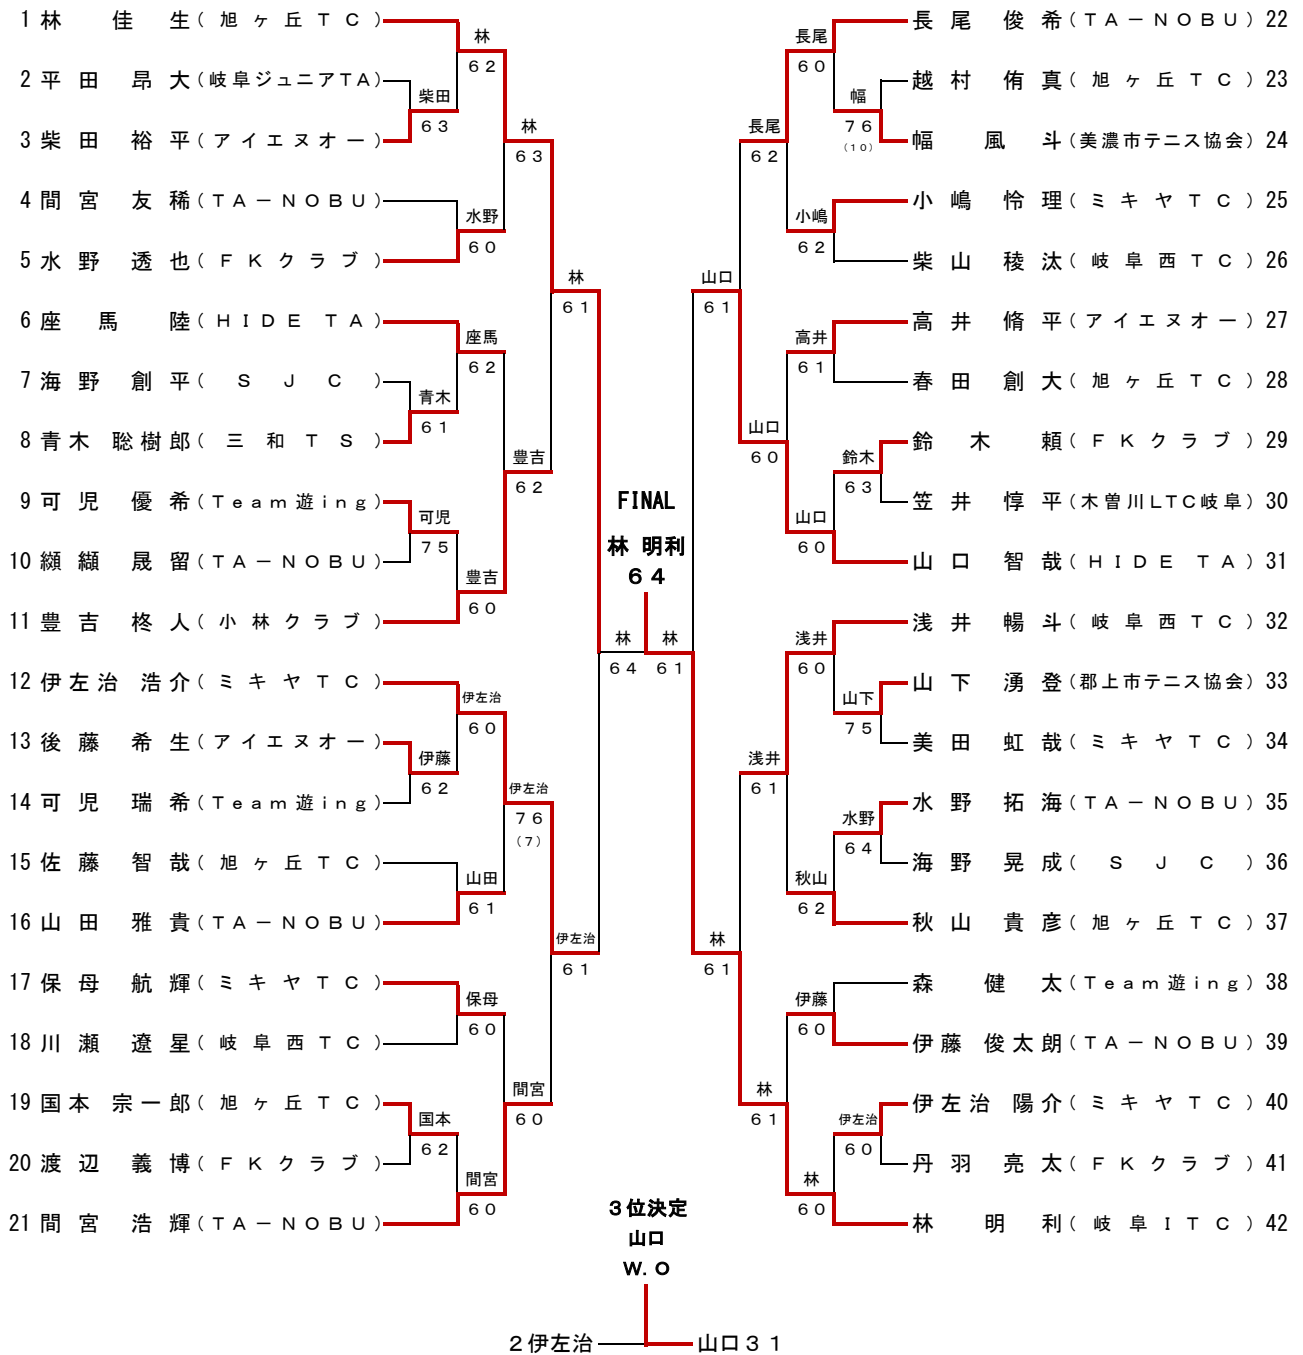 1 林 佳 生 (旭ヶ丘TC)
2 平 田 昂 大 (岐阜ジュニアTA)
3 柴 田 裕 平 (アイエヌオー)
4 間 宮 友 稀 (TA－NOBU)
5 水 野 透 也 (FKクラブ)
6 座 馬 陸 (HIDE TA)
7 海 野 創 平 (SJC)
8 青 木 聡樹郎 (三和TS)
9 可 児 優 希 (Team遊ing)
10 纐 纈 晟 留 (TA－NOBU)
11 豊 吉 柊 人 (小林クラブ)
12 伊左治 浩介 (ミキヤTC)
13 後 藤 希 生 (アイエヌオー)
14 可 児 瑞 希 (Team遊ing)
15 佐 藤 智 哉 (旭ヶ丘TC)
16 山 田 雅 貴 (TA－NOBU)
17 保 母 航 輝 (ミキヤTC)
18 川 瀬 遼 星 (岐阜西TC)
19 国 本 宗一郎 (旭ヶ丘TC)
20 渡 辺 義 博 (FKクラブ)
21 間 宮 浩 輝 (TA－NOBU)
柴田
63
青木
61
可児
75
伊藤
62
国本
62
林
62
水野
60
座馬
62
豊吉
60
伊左治
60
山田
61
保母
60
間宮
60
林
63
豊吉
62
伊左治
76
(7)
間宮
60
林
61
伊左治
61
林
64
FINAL
林 明利
64
林
61
山口
61
林
61
長尾
62
山口
60
浅井
61
林
61
長尾
60
小嶋
62
高井
61
山口
60
浅井
60
秋山
62
伊藤
60
林
60
幅
76
(10)
鈴木
63
山下
75
水野
64
伊左治
60
長 尾 俊 希 (TA－NOBU) 22
越 村 侑 真 (旭ヶ丘TC) 23
幅 風 斗 (美濃市テニス協会) 24
小 嶋 怜 理 (ミキヤTC) 25
柴 山 稜 汰 (岐阜西TC) 26
高 井 脩 平 (アイエヌオー) 27
春 田 創 大 (旭ヶ丘TC) 28
鈴 木 頼 (FKクラブ) 29
笠 井 惇 平 (木曽川LTC岐阜) 30
山 口 智 哉 (HIDE TA) 31
浅 井 暢 斗 (岐阜西TC) 32
山 下 湧 登 (郡上市テニス協会) 33
美 田 虹 哉 (ミキヤTC) 34
水 野 拓 海 (TA－NOBU) 35
海 野 晃 成 (SJC) 36
秋 山 貴 彦 (旭ヶ丘TC) 37
森 健 太 (Team遊ing) 38
伊 藤 俊太朗 (TA－NOBU) 39
伊左治 陽介 (ミキヤTC) 40
丹 羽 亮 太 (FKクラブ) 41
林 明 利 (岐阜ITC) 42
3位決定
山口
W.O
2伊左治
山口31